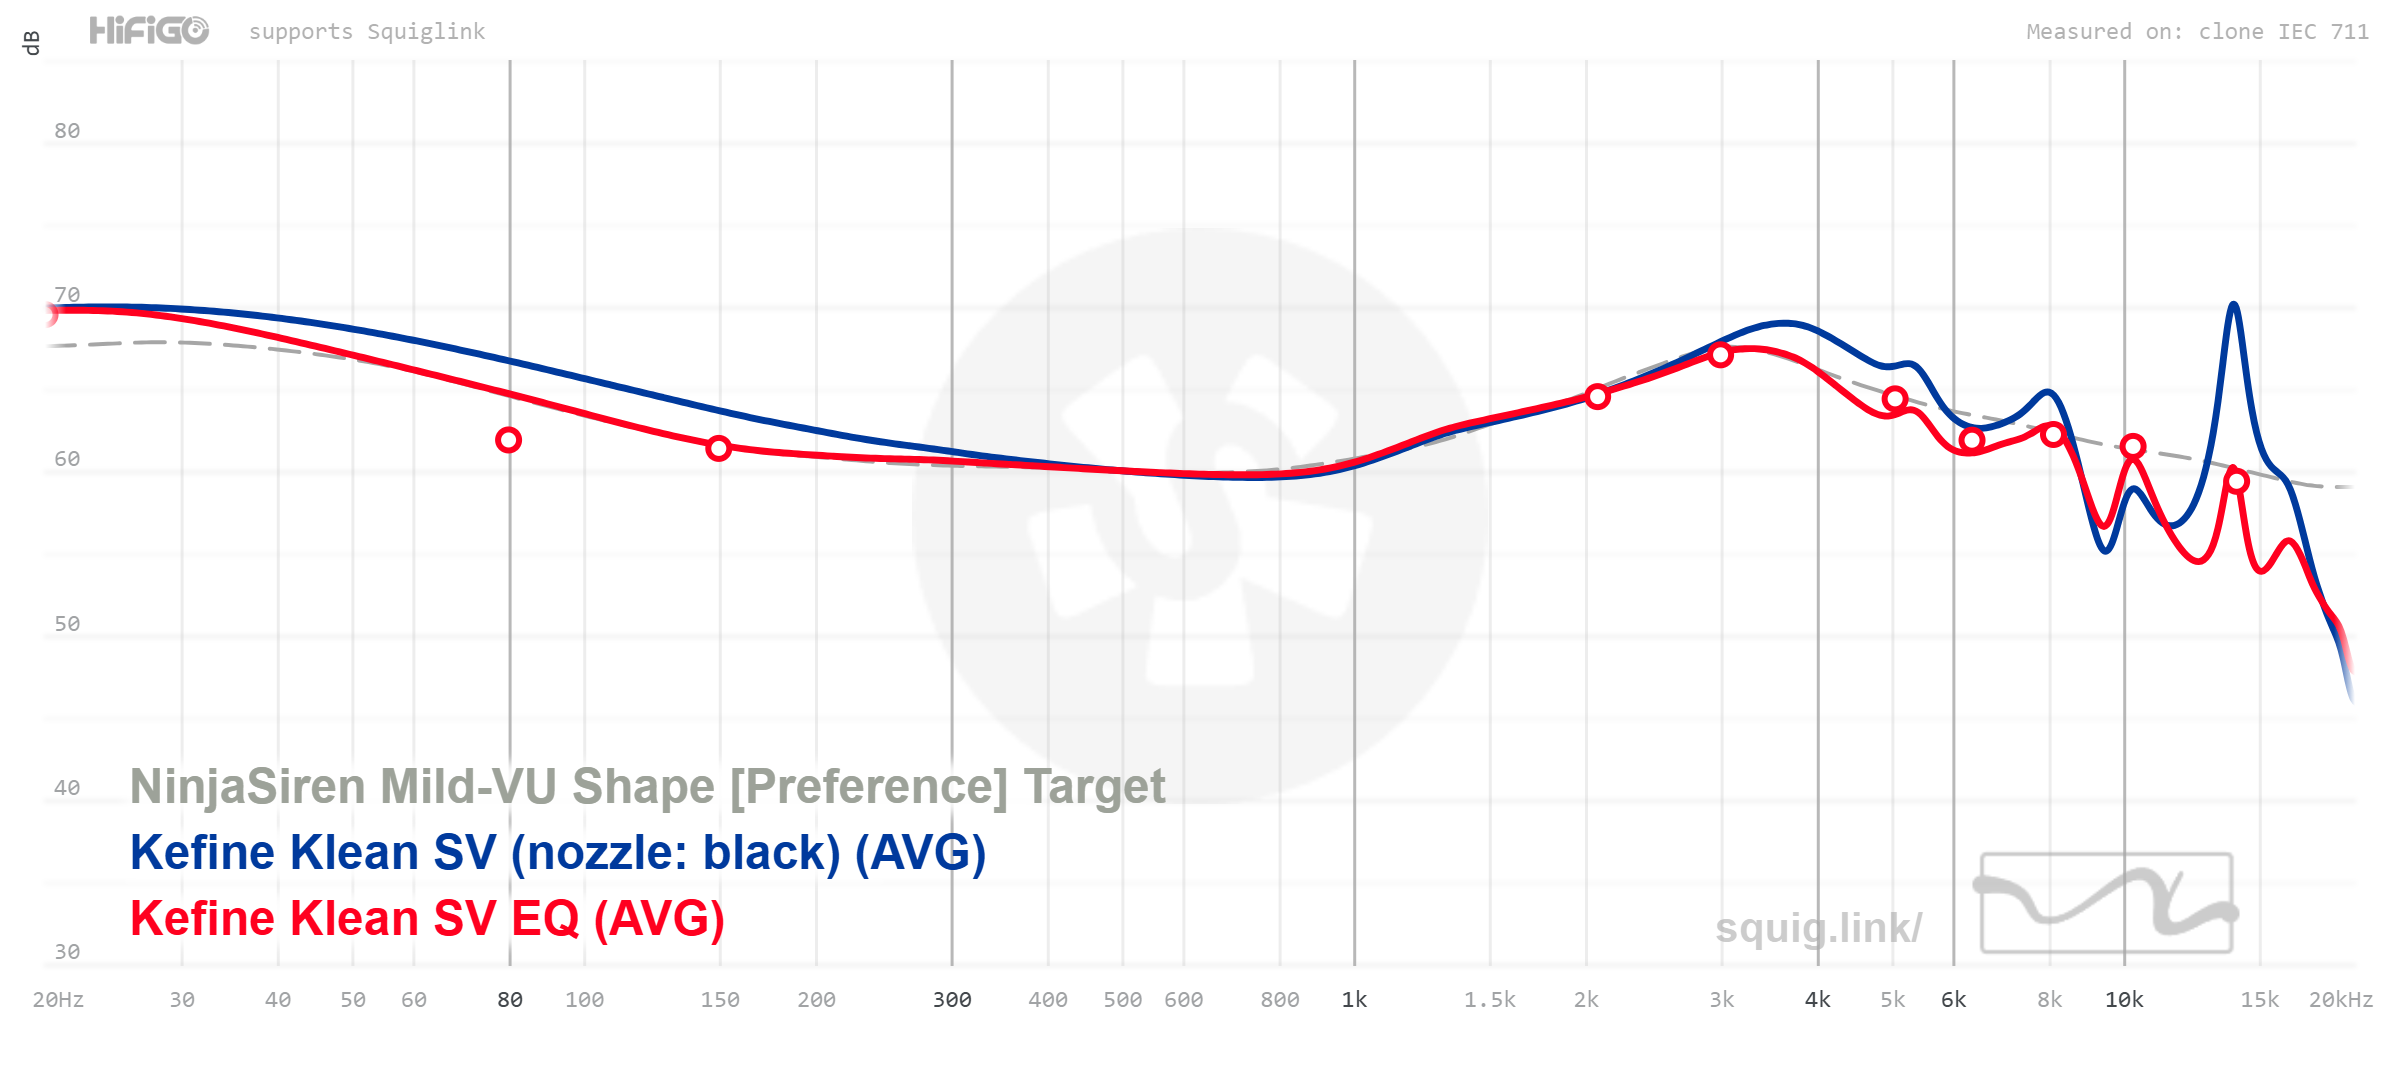 HiFiGO supports Squiglink
Measured on: clone IEC 711
dB
80
70
60
50
40
30
NinjaSiren Mild-VU Shape [Preference] Target
Kefine Klean SV (nozzle: black) (AVG)
Kefine Klean SV EQ (AVG)
squig.link/
20Hz 30 40 50 60 80 100 150 200 300 400 500 600 800 1k 1.5k 2k 3k 4k 5k 6k 8k 10k 15k 20kHz